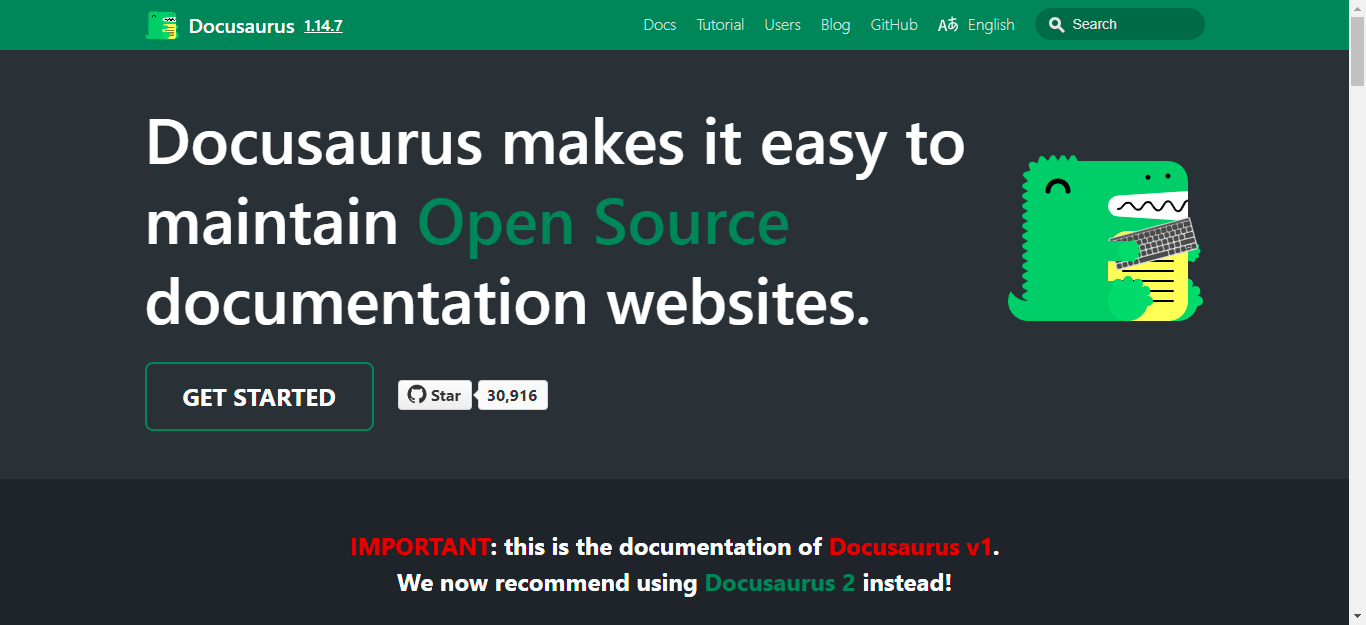 Docusaurus 1.14.7
Docs Tutorial Users Blog GitHub Aあ English Search
Docusaurus makes it easy to
maintain Open Source
documentation websites.
GET STARTED Star 30,916
IMPORTANT: this is the documentation of Docusaurus v1.
We now recommend using Docusaurus 2 instead!